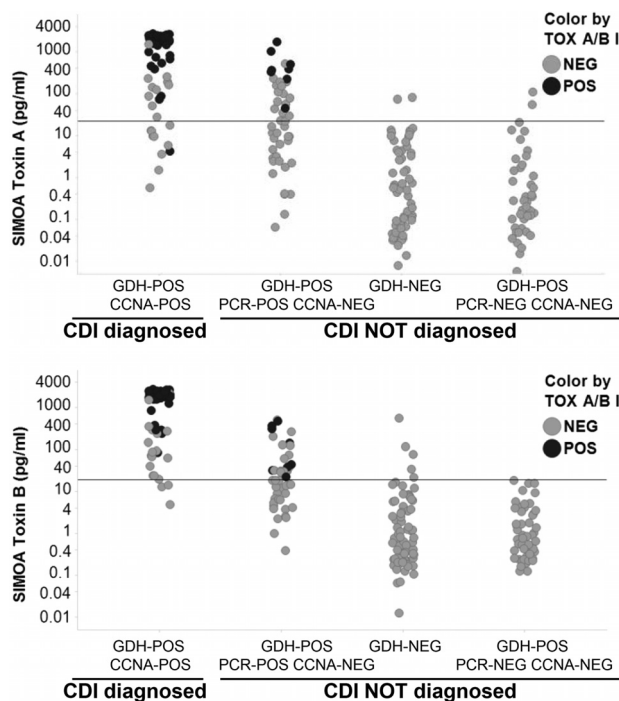 Color by
TOX A/B I
NEG
POS
SIMOA Toxin A (pg/ml)
4000
1000
400
100
40
10
4
1
0.4
0.1
0.04
0.01
GDH-POS GDH-POS GDH-NEG GDH-POS
CCNA-POS PCR-POS CCNA-NEG PCR-NEG CCNA-NEG
CDI diagnosed CDI NOT diagnosed
Color by
TOX A/B I
NEG
POS
SIMOA Toxin B (pg/ml)
4000
1000
400
100
40
10
4
1
0.4
0.1
0.04
0.01
GDH-POS GDH-POS GDH-NEG GDH-POS
CCNA-POS PCR-POS CCNA-NEG PCR-NEG CCNA-NEG
CDI diagnosed CDI NOT diagnosed